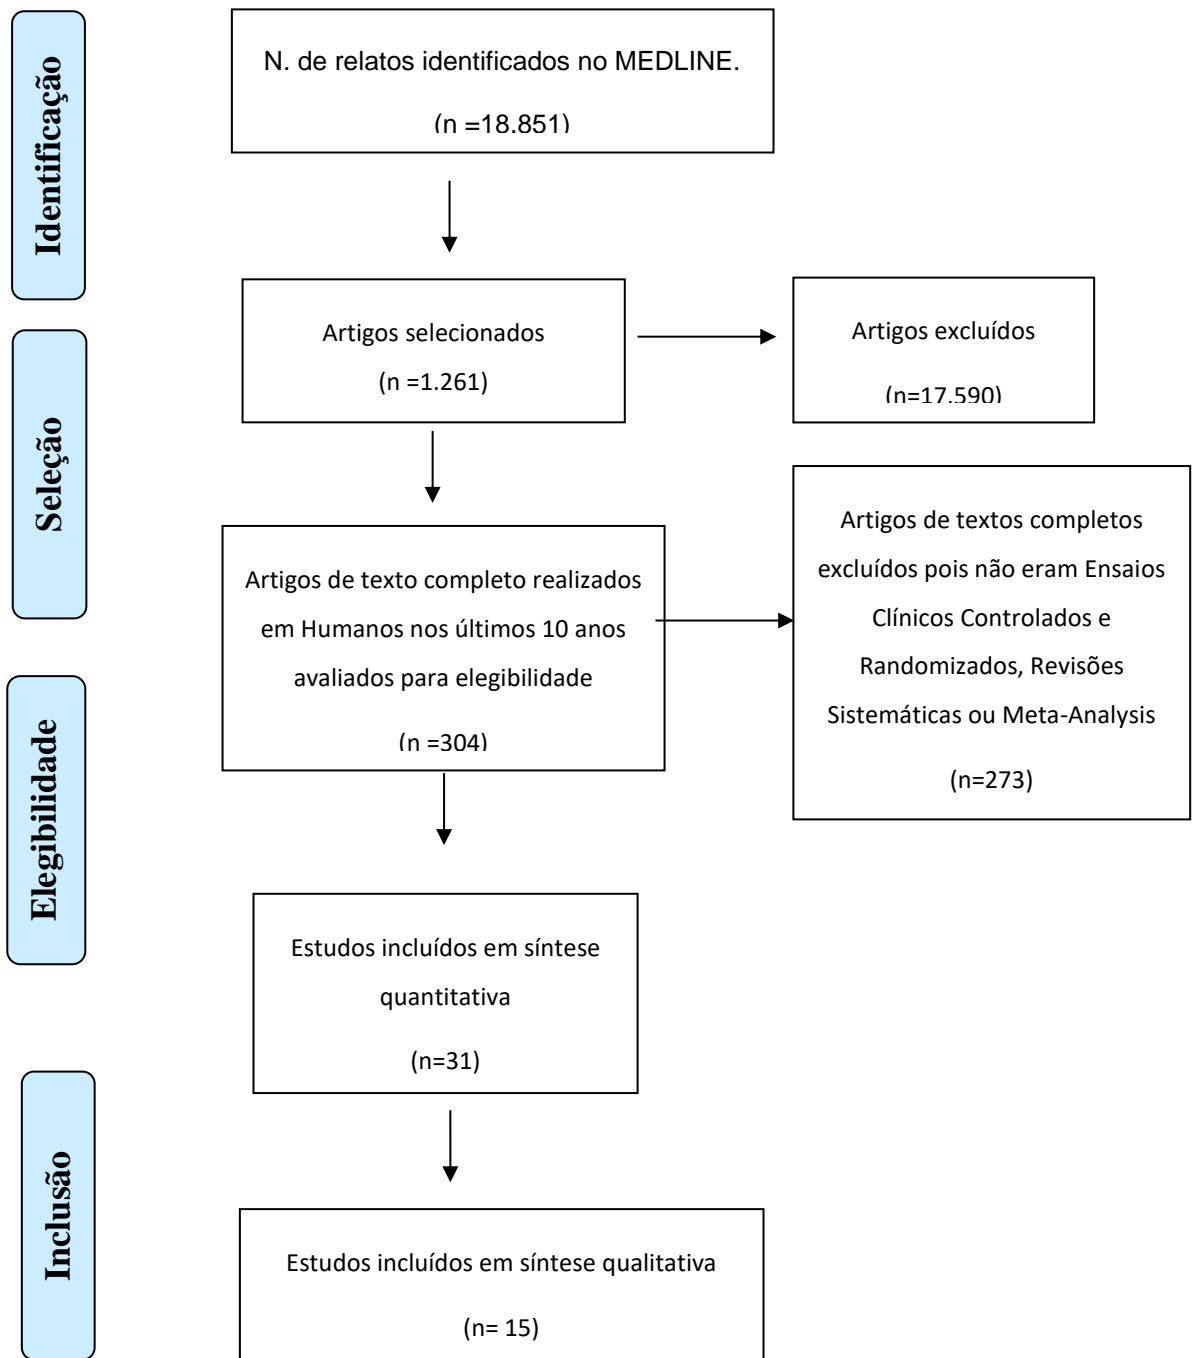 Identificação
N. de relatos identificados no MEDLINE.
(n =18.851)
Artigos selecionados
(n =1.261)
Artigos excluídos
(n=17.590)
Seleção
Artigos de texto completo realizados
em Humanos nos últimos 10 anos
avaliados para elegibilidade
(n =304)
Artigos de textos completos
excluídos pois não eram Ensaios
Clínicos Controlados e
Randomizados, Revisões
Sistemáticas ou Meta-Analysis
(n=273)
Elegibilidade
Estudos incluídos em síntese
quantitativa
(n=31)
Inclusão
Estudos incluídos em síntese qualitativa
(n= 15)